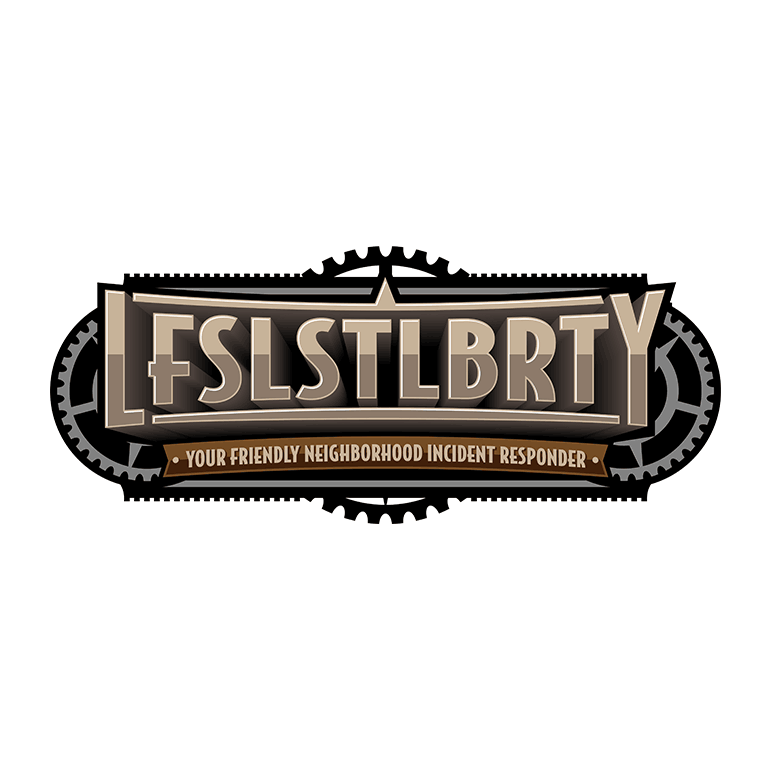 LFSLSTLBRTY
• YOUR FRIENDLY NEIGHBORHOOD INCIDENT RESPONDER •